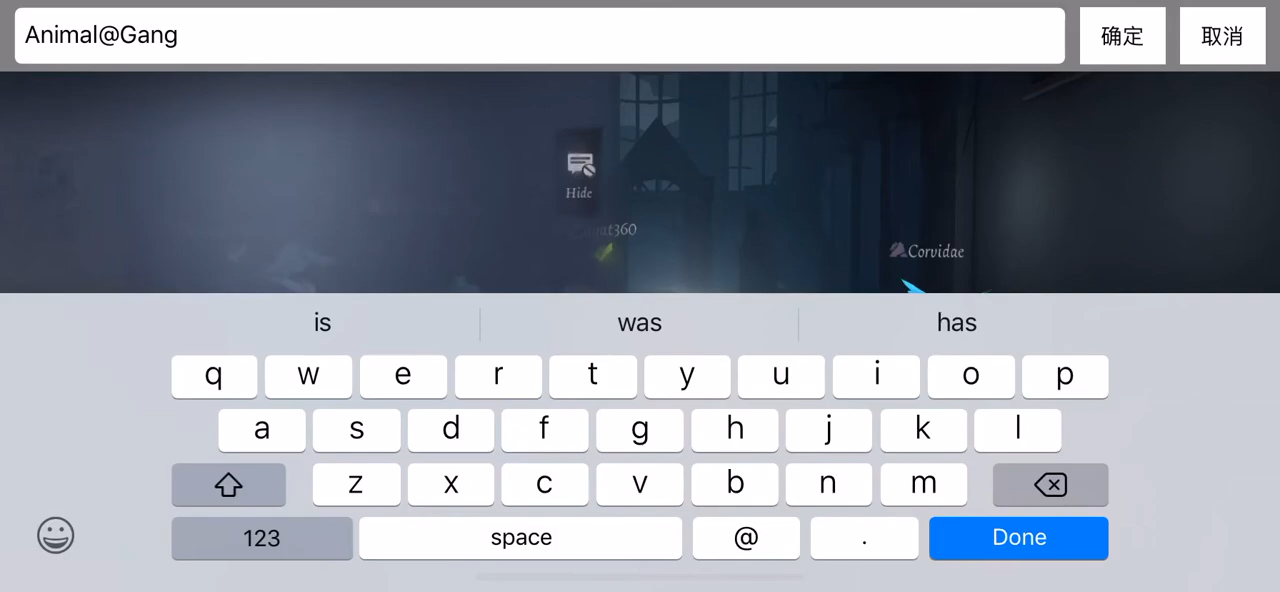 Animal@Gang
确定
取消
Hide
Corvidae
is
was
has
q w e r t y u i o p
a s d f g h j k l
z x c v b n m
123
space
@
.
Done